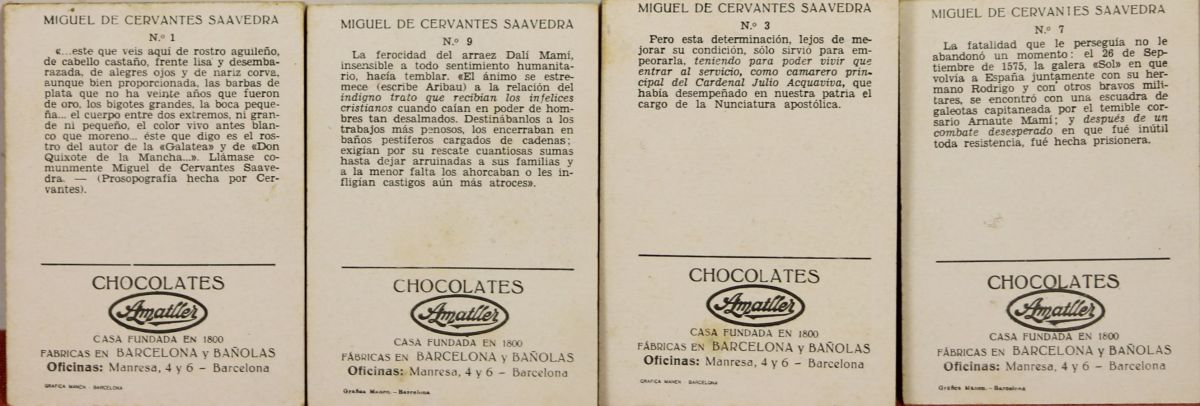 MIGUEL DE CERVANTES SAAVEDRA
N.º 1
«...este que veis aquí de rostro aguileño,
de cabello castaño, frente lisa y desemba-
razada, de alegres ojos y de nariz corva,
aunque bien proporcionada, las barbas de
plata que no ha veinte años que fueron
de oro, los bigotes grandes, la boca peque-
ña... el cuerpo entre dos extremos, ni gran-
de ni pequeño, el color vivo antes blan-
co que moreno... éste que digo es el ros-
tro del autor de la «Galatea» y de «Don
Quixote de la Mancha...». Llámase co-
munmente Miguel de Cervantes Saave-
dra. — (Prosopografía hecha por Cer-
vantes).
CHOCOLATES
Amatller
CASA FUNDADA EN 1800
FÁBRICAS EN BARCELONA y BAÑOLAS
Oficinas: Manresa, 4 y 6 – Barcelona
GRAFICA MANEN - BARCELONA
MIGUEL DE CERVANTES SAAVEDRA
N.º 9
La ferocidad del arraez Dalí Mamí,
insensible a todo sentimiento humanita-
rio, hacía temblar. «El ánimo se estre-
mece (escribe Aribau) a la relación del
indigno trato que recibían los infelices
cristianos cuando caían en poder de hom-
bres tan desalmados. Destinábanlos a los
trabajos más penosos, los encerraban en
baños pestíferos cargados de cadenas;
exigían por su rescate cuantiosas sumas
hasta dejar arruinadas a sus familias y
a la menor falta los ahorcaban o les in-
fligían castigos aún más atroces».
CHOCOLATES
Amatller
CASA FUNDADA EN 1800
FÁBRICAS EN BARCELONA y BAÑOLAS
Oficinas: Manresa, 4 y 6 – Barcelona
Grafica Manen.–Barcelona
MIGUEL DE CERVANTES SAAVEDRA
N.º 3
Pero esta determinación, lejos de me-
jorar su condición, sólo sirvió para em-
peorarla, teniendo para poder vivir que
entrar al servicio, como camarero prin-
cipal del Cardenal Julio Acquaviva, que
había desempeñado en nuestra patria el
cargo de la Nunciatura apostólica.
CHOCOLATES
Amatller
CASA FUNDADA EN 1800
FÁBRICAS EN BARCELONA y BAÑOLAS
Oficinas: Manresa, 4 y 6 – Barcelona
GRAFICA MANEN - BARCELONA
MIGUEL DE CERVANTES SAAVEDRA
N.º 7
La fatalidad que le perseguía no le
abandonó un momento: el 26 de Sep-
tiembre de 1575, la galera «Sol» en que
volvía a España juntamente con su her-
mano Rodrigo y con otros bravos mili-
tares, se encontró con una escuadra de
galeotas capitaneada por el temible cor-
sario Arnaute Mamí; y después de un
combate desesperado en que fué inútil
toda resistencia, fué hecha prisionera.
CHOCOLATES
Amatller
CASA FUNDADA EN 1800
FÁBRICAS EN BARCELONA y BAÑOLAS
Oficinas: Manresa, 4 y 6 – Barcelona
Grafica Manen.–Barcelona